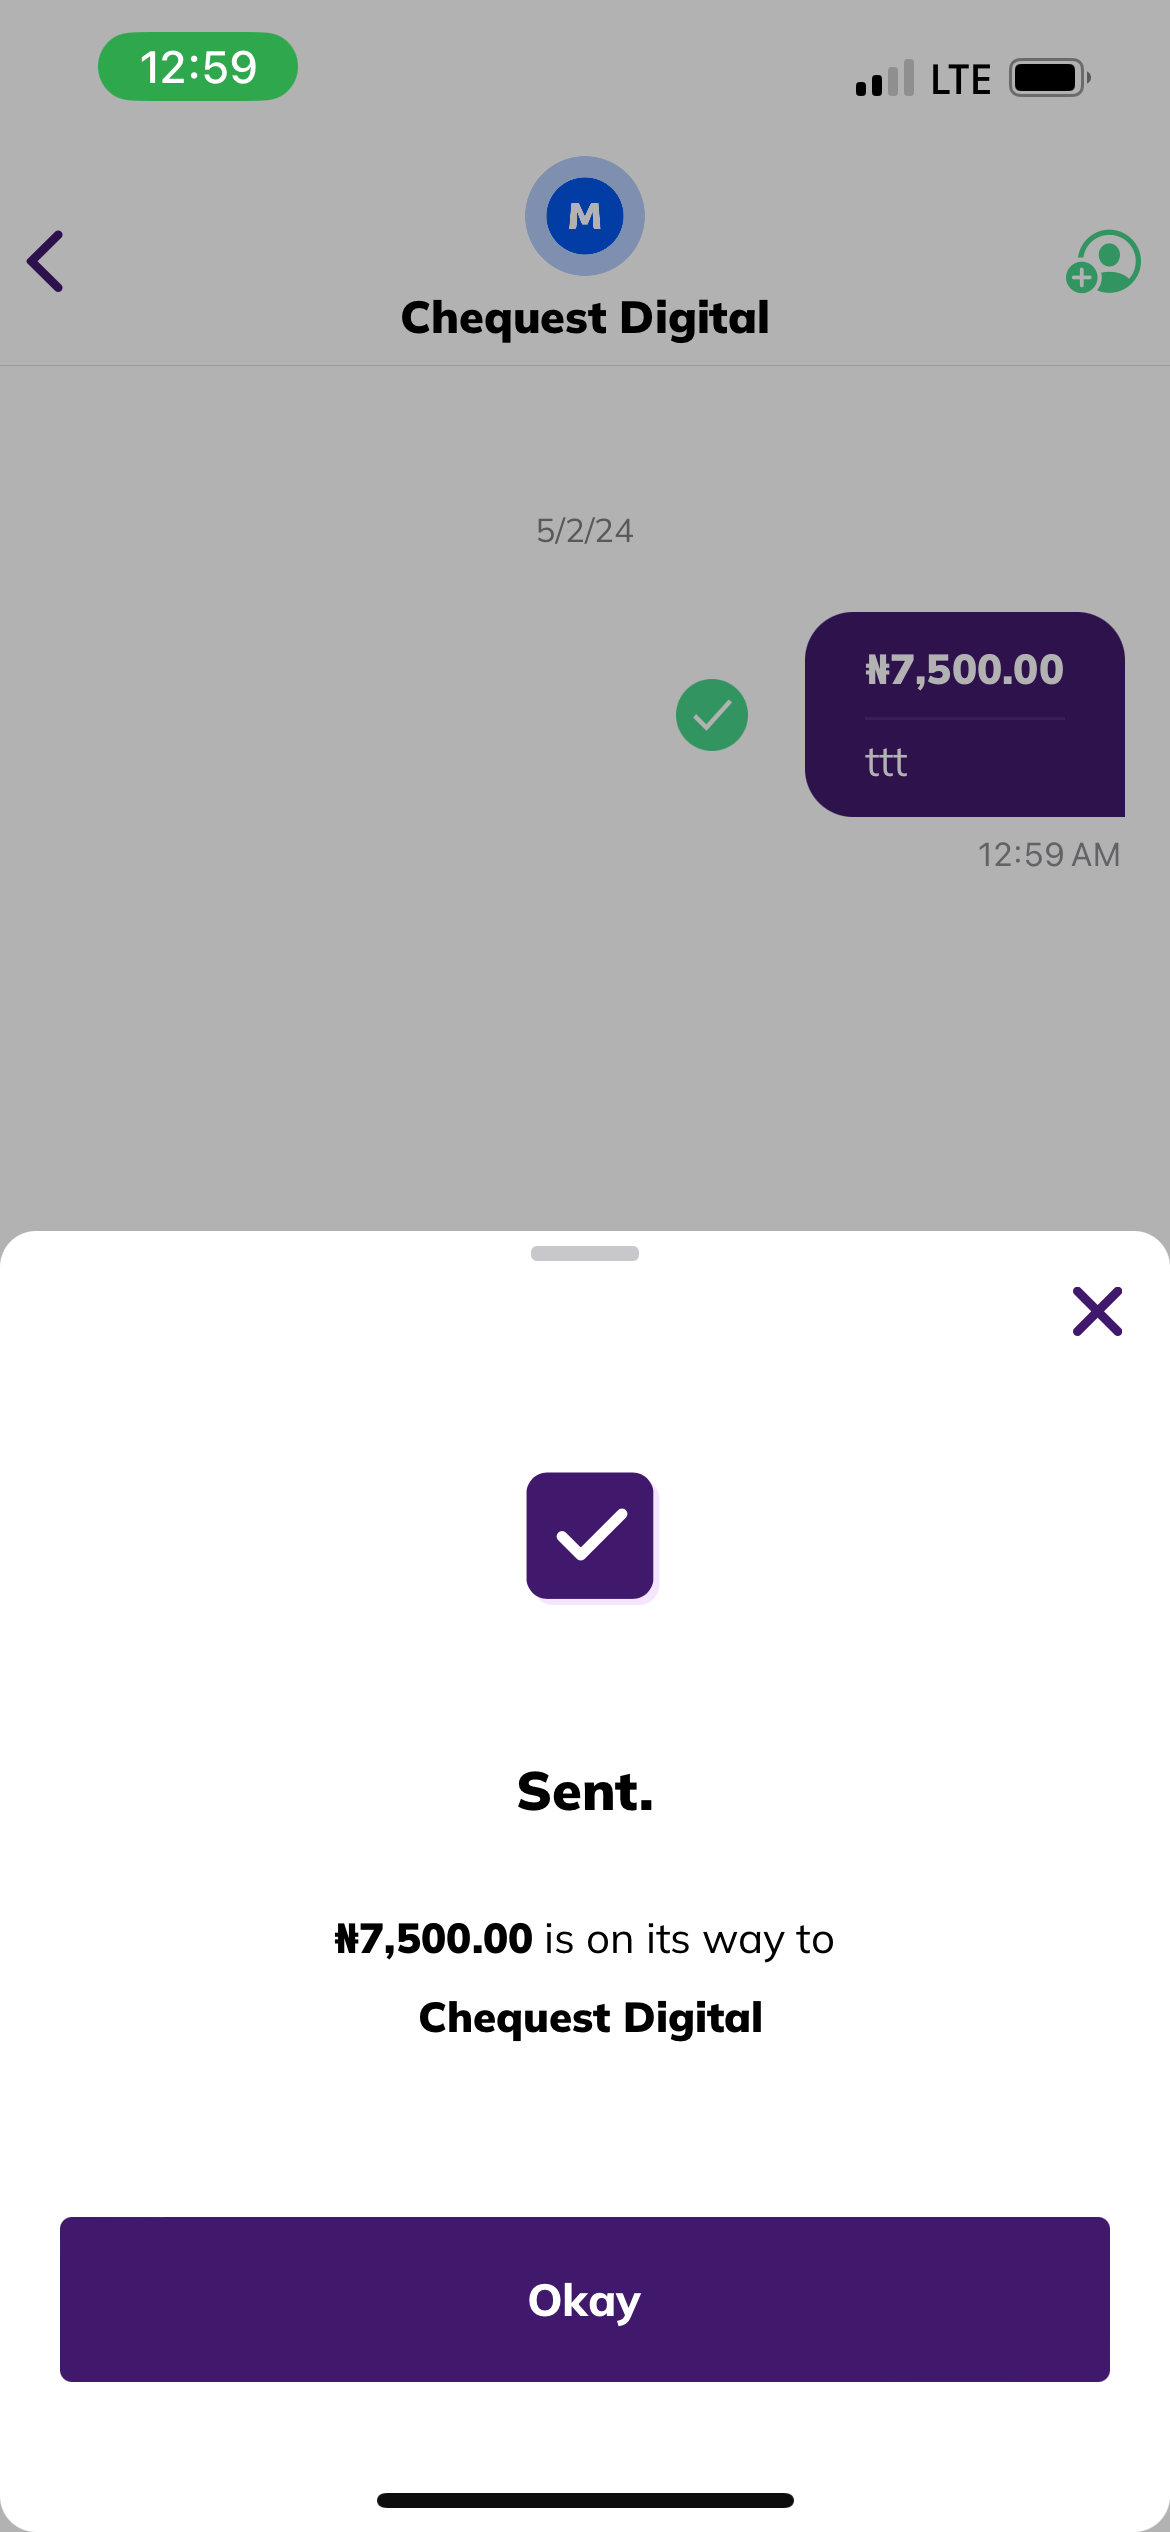 12:59
LTE
M
Chequest Digital
5/2/24
₦7,500.00
ttt
12:59 AM
Sent.
₦7,500.00 is on its way to
Chequest Digital
Okay